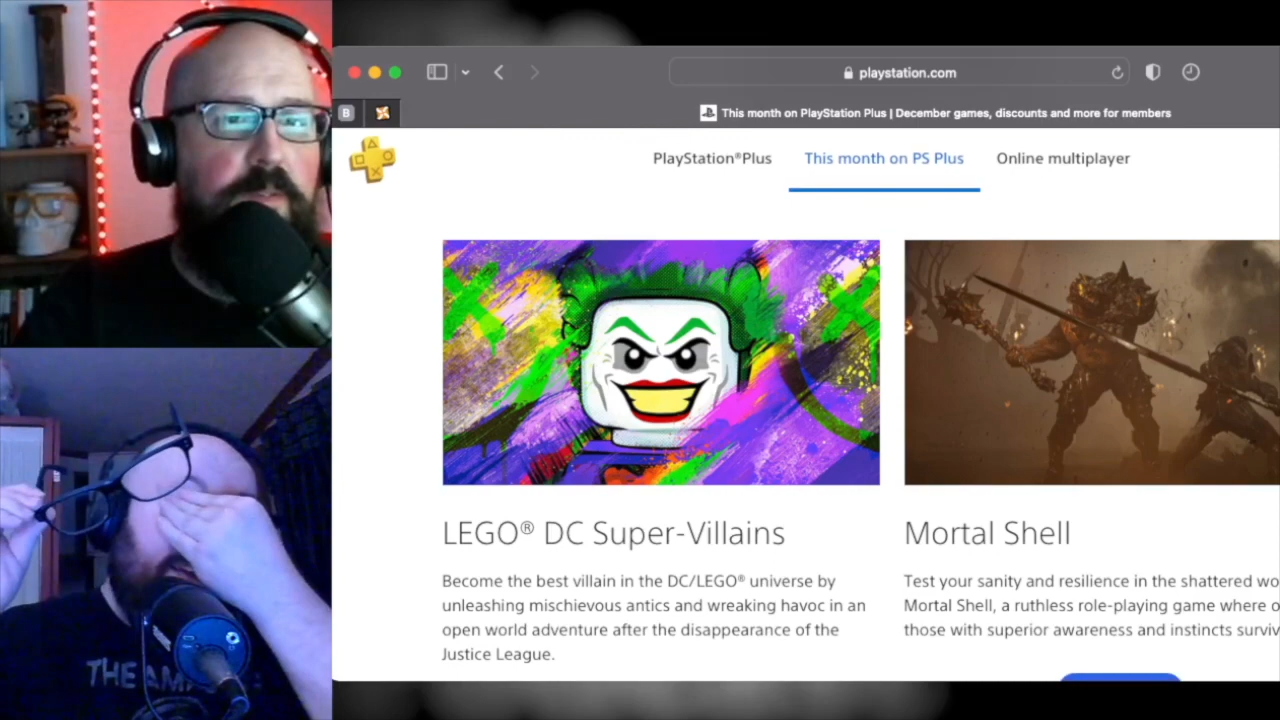 playstation.com
B
This month on PlayStation Plus | December games, discounts and more for members
PlayStation®Plus This month on PS Plus Online multiplayer
LEGO® DC Super-Villains
Become the best villain in the DC/LEGO® universe by
unleashing mischievous antics and wreaking havoc in an
open world adventure after the disappearance of the
Justice League.
Mortal Shell
Test your sanity and resilience in the shattered
Mortal Shell, a ruthless role-playing game where
those with superior awareness and instincts
THE